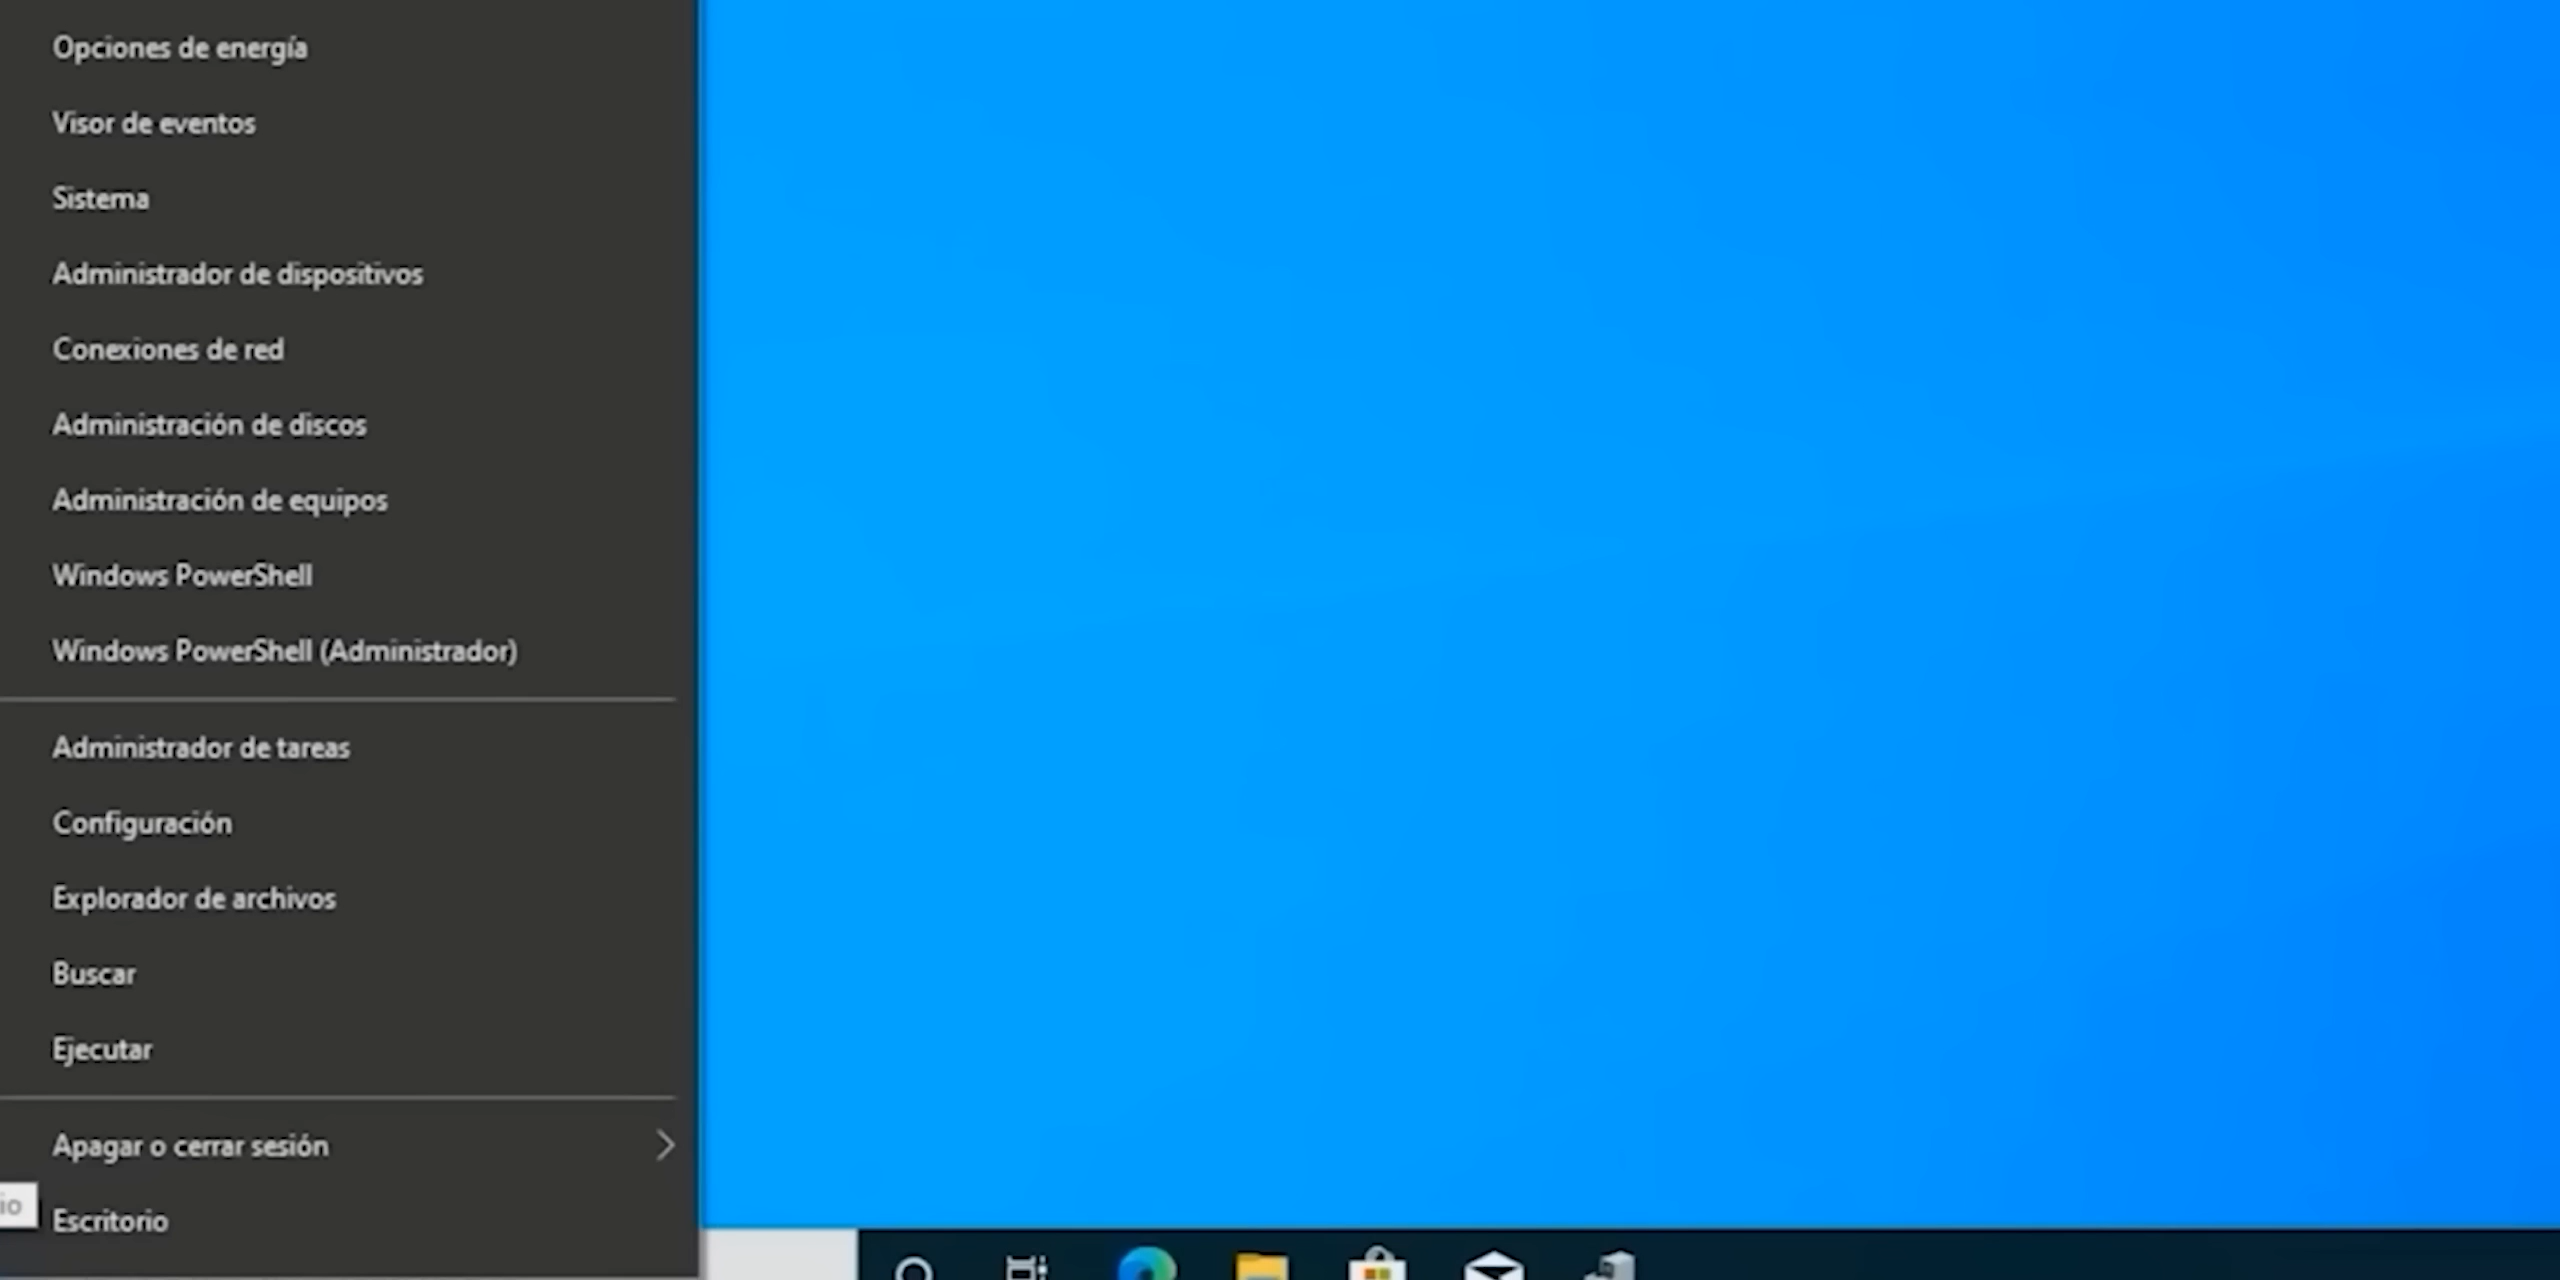 Opciones de energía
Visor de eventos
Sistema
Administrador de dispositivos
Conexiones de red
Administración de discos
Administración de equipos
Windows PowerShell
Windows PowerShell (Administrador)
Administrador de tareas
Configuración
Explorador de archivos
Buscar
Ejecutar
Apagar o cerrar sesión
io
Escritorio